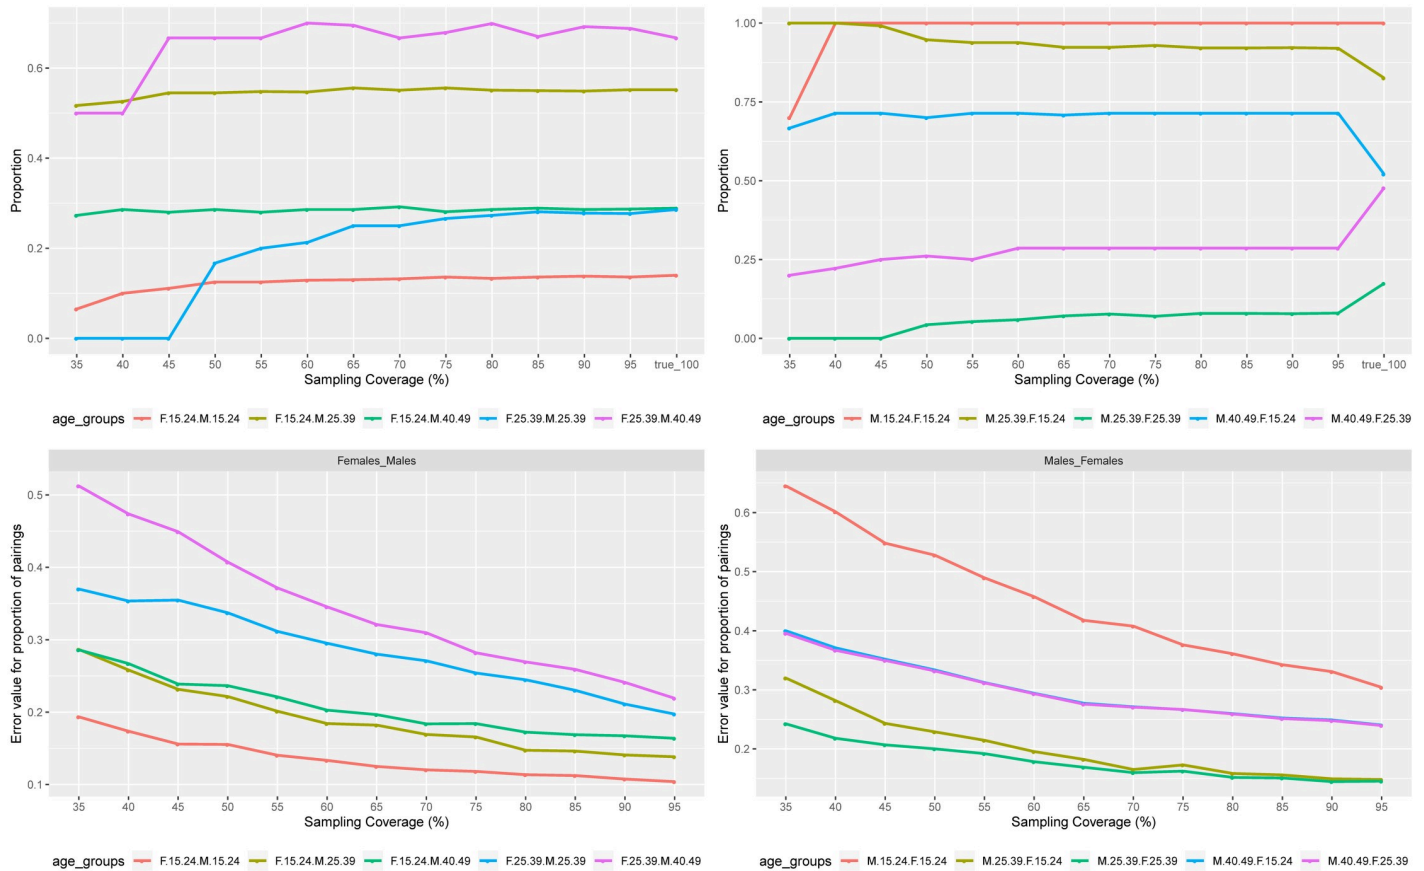 Proportion
0.6
0.4
0.2
0.0
35 40 45 50 55 60 65 70 75 80 85 90 95 true_100
Sampling Coverage (%)
age_groups F.15.24.M.15.24 F.15.24.M.25.39 F.15.24.M.40.49 F.25.39.M.25.39 F.25.39.M.40.49
Proportion
1.00
0.75
0.50
0.25
0.00
35 40 45 50 55 60 65 70 75 80 85 90 95 true_100
Sampling Coverage (%)
age_groups M.15.24.F.15.24 M.25.39.F.15.24 M.25.39.F.25.39 M.40.49.F.15.24 M.40.49.F.25.39
Females_Males
Error value for proportion of pairings
0.5
0.4
0.3
0.2
0.1
35 40 45 50 55 60 65 70 75 80 85 90 95
Sampling Coverage (%)
age_groups F.15.24.M.15.24 F.15.24.M.25.39 F.15.24.M.40.49 F.25.39.M.25.39 F.25.39.M.40.49
Males_Females
Error value for proportion of pairings
0.6
0.5
0.4
0.3
0.2
35 40 45 50 55 60 65 70 75 80 85 90 95
Sampling Coverage (%)
age_groups M.15.24.F.15.24 M.25.39.F.15.24 M.25.39.F.25.39 M.40.49.F.15.24 M.40.49.F.25.39